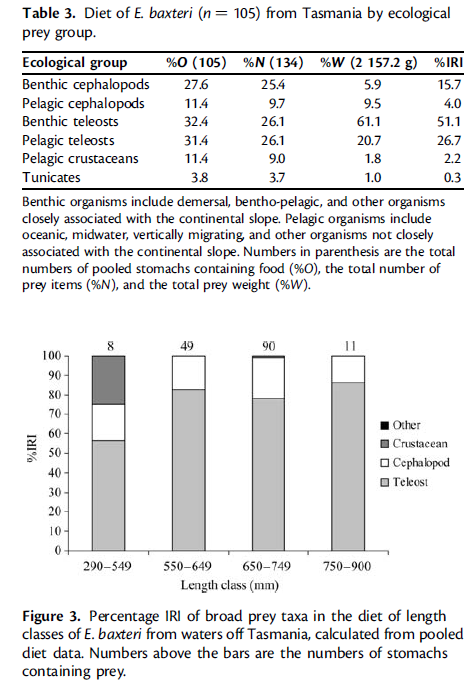 Table 3. Diet of E. baxteri (n = 105) from Tasmania by ecological
prey group.
Ecological group %O (105) %N (134) %W (2 157.2 g) %IRI
Benthic cephalopods 27.6 25.4 5.9 15.7
Pelagic cephalopods 11.4 9.7 9.5 4.0
Benthic teleosts 32.4 26.1 61.1 51.1
Pelagic teleosts 31.4 26.1 20.7 26.7
Pelagic crustaceans 11.4 9.0 1.8 2.2
Tunicates 3.8 3.7 1.0 0.3
Benthic organisms include demersal, bentho-pelagic, and other organisms
closely associated with the continental slope. Pelagic organisms include
oceanic, midwater, vertically migrating, and other organisms not closely
associated with the continental slope. Numbers in parenthesis are the total
numbers of pooled stomachs containing food (%O), the total number of
prey items (%N), and the total prey weight (%W).
8 49 90 11
100
90
80
70
60
50
40
30
20
10
0
%IRI
Other
Crustacean
Cephalopod
Teleost
290–549 550–649 650–749 750–900
Length class (mm)
Figure 3. Percentage IRI of broad prey taxa in the diet of length
classes of E. baxteri from waters off Tasmania, calculated from pooled
diet data. Numbers above the bars are the numbers of stomachs
containing prey.